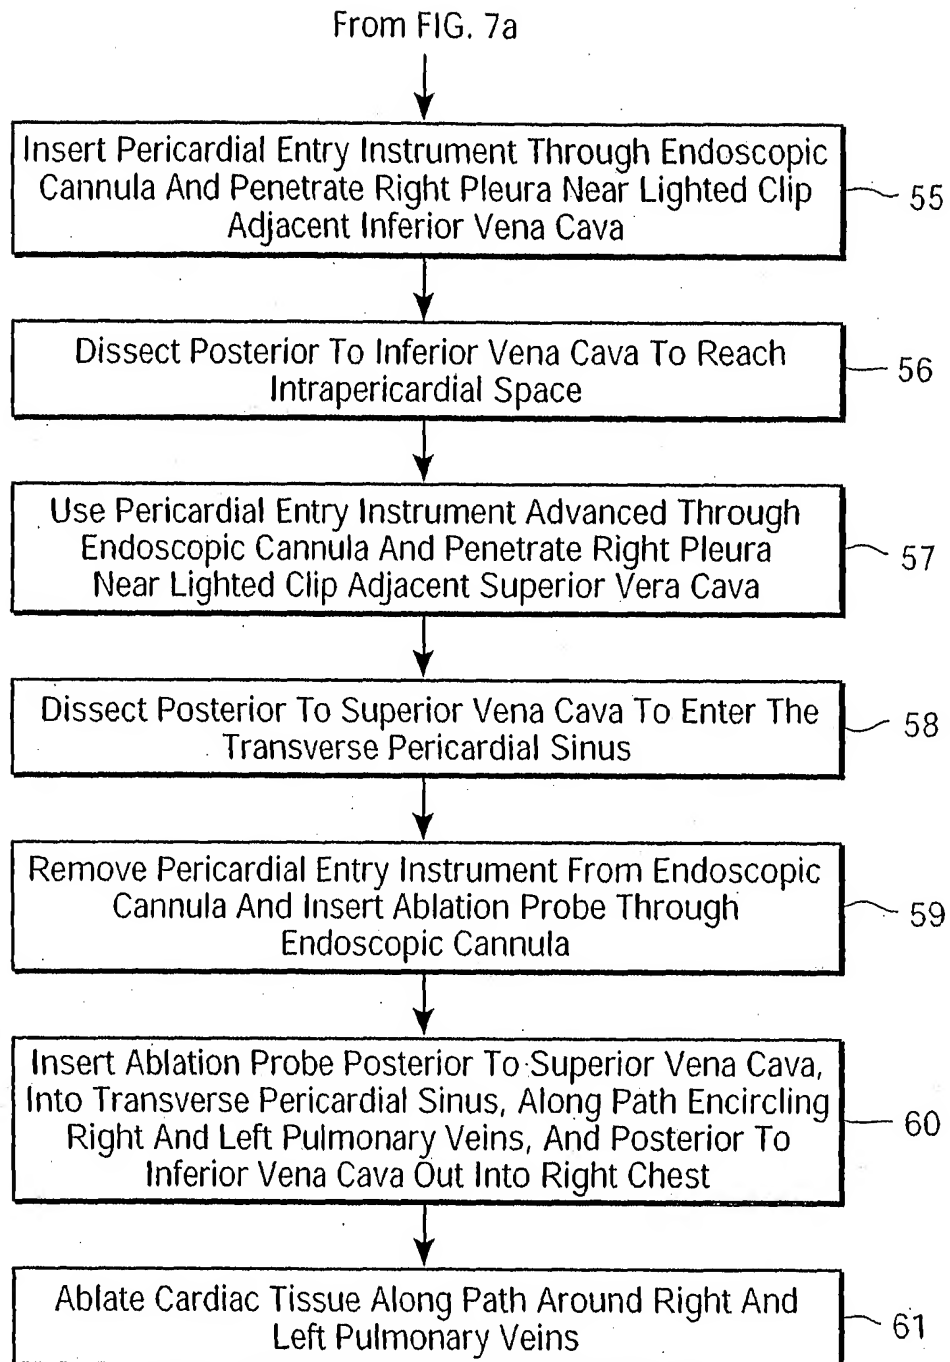 From FIG. 7a
Insert Pericardial Entry Instrument Through Endoscopic
Cannula And Penetrate Right Pleura Near Lighted Clip
Adjacent Inferior Vena Cava
55
Dissect Posterior To Inferior Vena Cava To Reach
Intrapericardial Space
56
Use Pericardial Entry Instrument Advanced Through
Endoscopic Cannula And Penetrate Right Pleura
Near Lighted Clip Adjacent Superior Vera Cava
57
Dissect Posterior To Superior Vena Cava To Enter The
Transverse Pericardial Sinus
58
Remove Pericardial Entry Instrument From Endoscopic
Cannula And Insert Ablation Probe Through
Endoscopic Cannula
59
Insert Ablation Probe Posterior To Superior Vena Cava,
Into Transverse Pericardial Sinus, Along Path Encircling
Right And Left Pulmonary Veins, And Posterior To
Inferior Vena Cava Out Into Right Chest
60
Ablate Cardiac Tissue Along Path Around Right And
Left Pulmonary Veins
61